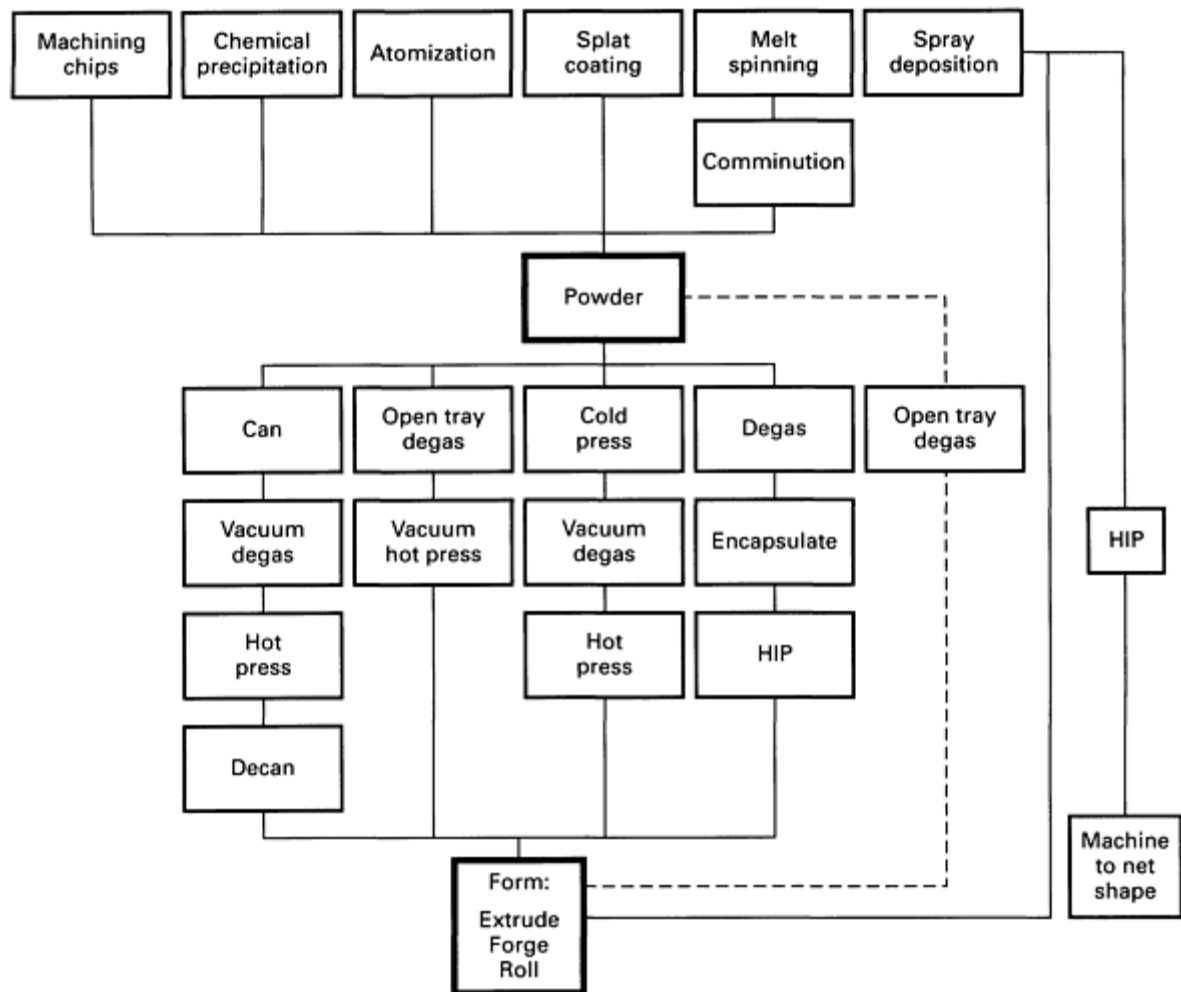 Machining
chips
Chemical
precipitation
Atomization
Splat
coating
Melt
spinning
Spray
deposition
Comminution
Powder
Can
Open tray
degas
Cold
press
Degas
Open tray
degas
Vacuum
degas
Vacuum
hot press
Vacuum
degas
Encapsulate
HIP
Hot
press
Hot
press
HIP
Decan
Machine
to net
shape
Form:
Extrude
Forge
Roll